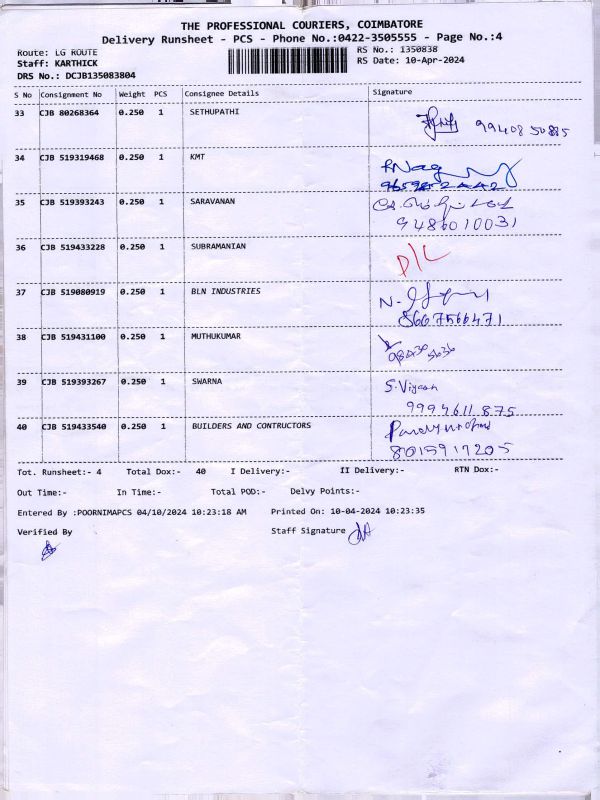 THE PROFESSIONAL COURIERS, COIMBATORE
Delivery Runsheet - PCS - Phone No.:0422-3505555 - Page No.:4
Route: LG ROUTE RS No.: 1350838
Staff: KARTHICK RS Date: 10-Apr-2024
DRS No.: DCJB135083804
S No Consignment No Weight PCS Consignee Details Signature
33 CJB 80268364 0.250 1 SETHUPATHI
34 CJB 519319468 0.250 1 KMT
35 CJB 519393243 0.250 1 SARAVANAN
9486010031
36 CJB 519433228 0.250 1 SUBRAMANIAN
D/L
37 CJB 519080919 0.250 1 BLN INDUSTRIES
8667566471
38 CJB 519431100 0.250 1 MUTHUKUMAR
39 CJB 519393267 0.250 1 SWARNA S.Vignesh
9994611875
40 CJB 519433540 0.250 1 BUILDERS AND CONTRUCTORS
8015917205
Tot. Runsheet:- 4 Total Dox:- 40 I Delivery:- II Delivery:- RTN Dox:-
Out Time:- In Time:- Total POD:- Delvy Points:-
Entered By :POORNIMAPCS 04/10/2024 10:23:18 AM Printed On: 10-04-2024 10:23:35
Verified By Staff Signature